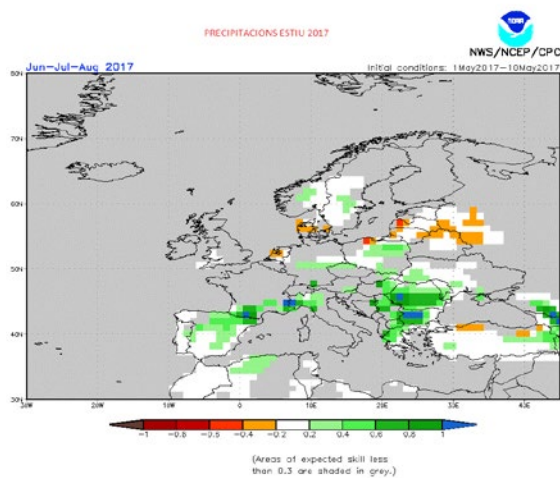 PRECIPITACIONS ESTIU 2017
NWS/NCEP/CPC
Jun-Jul-Aug 2017
Initial conditions: 1May2017-10May2017
80N
70N
60N
50N
40N
30N
30W 20W 10W 0 10E 20E 30E 40E
-1 -0.8 -0.6 -0.4 -0.2 0.2 0.4 0.6 0.8 1
(Areas of expected skill less
than 0.3 are shaded in grey.)